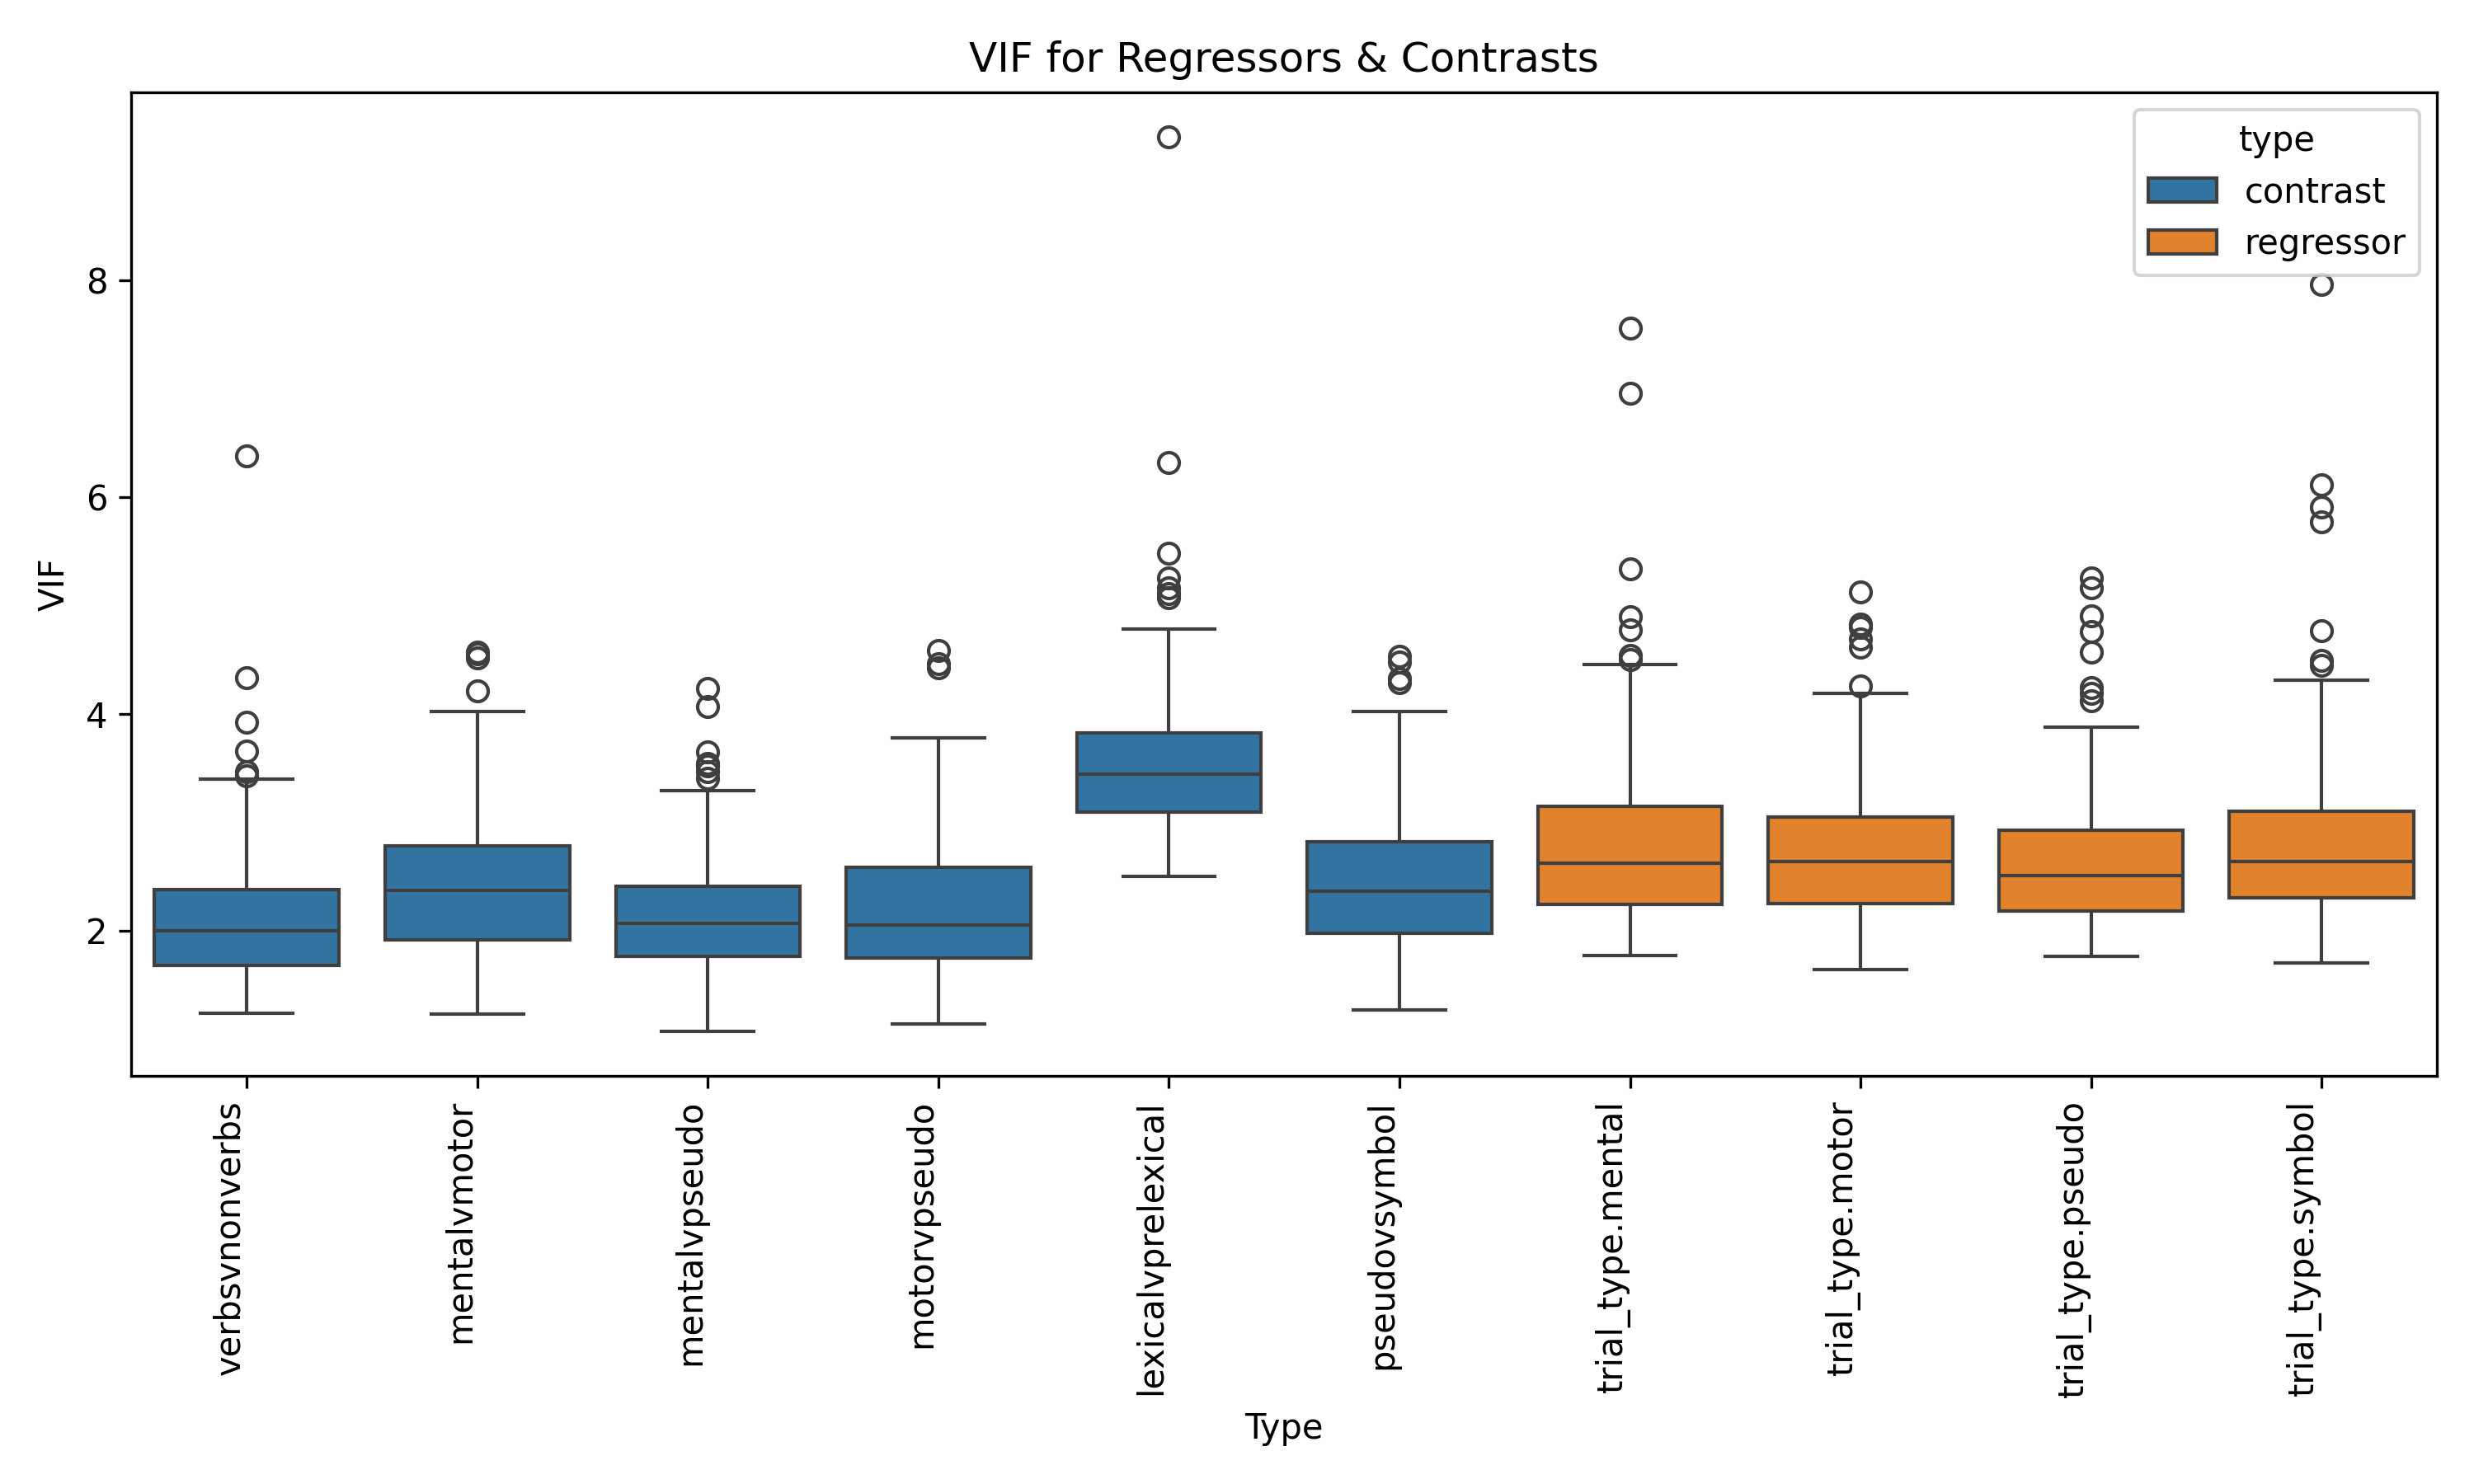 VIF for Regressors & Contrasts
type
contrast
regressor
8
6
4
2
VIF
verbsvnonverbs
mentalvmotor
mentalvpseudo
motorvpseudo
lexicalvprelexical
pseudovsymbol
trial_type.mental
trial_type.motor
trial_type.pseudo
trial_type.symbol
Type